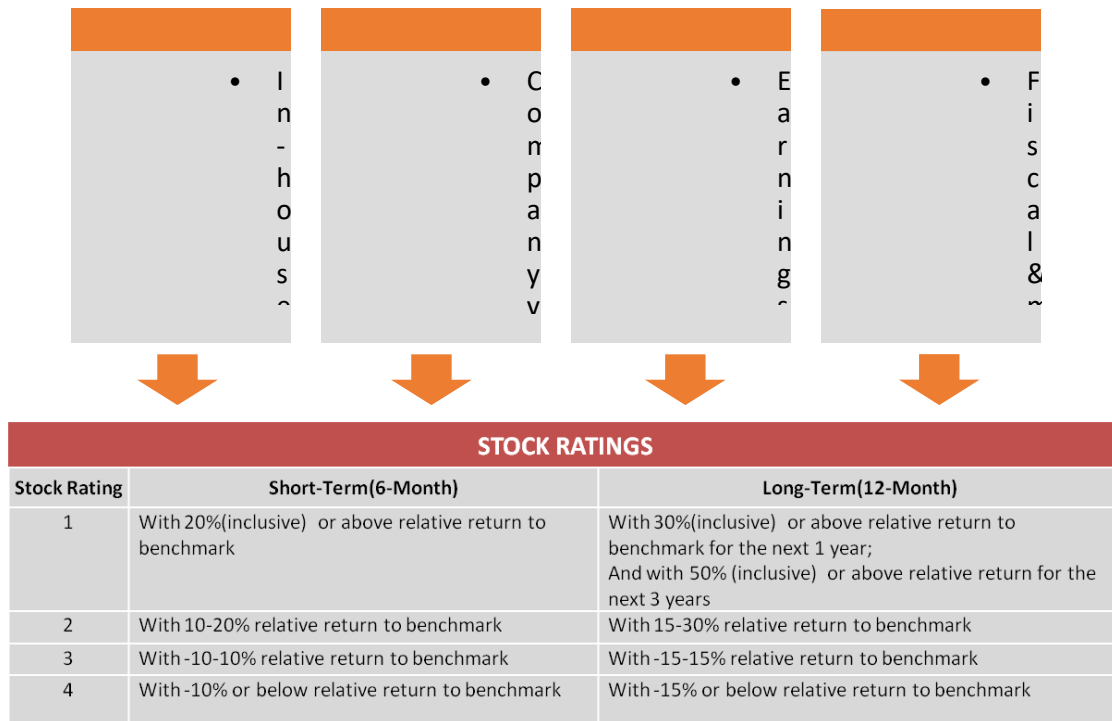 • In-house
• Company v
• Earnings
• Fiscal & m
STOCK RATINGS
Stock Rating Short-Term(6-Month) Long-Term(12-Month)
1 With 20%(inclusive) or above relative return to benchmark With 30%(inclusive) or above relative return to benchmark for the next 1 year;
And with 50% (inclusive) or above relative return for the next 3 years
2 With 10-20% relative return to benchmark With 15-30% relative return to benchmark
3 With -10-10% relative return to benchmark With -15-15% relative return to benchmark
4 With -10% or below relative return to benchmark With -15% or below relative return to benchmark